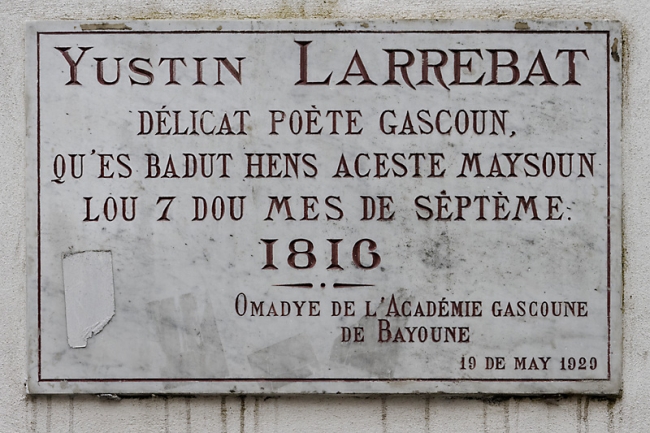 YUSTIN LARREBAT
DÉLICAT POÈTE GASCOUN,
QU'ES BADUT HENS ACESTE MAYSOUN
LOU 7 DOU MES DE SÉPTÈME:
1816
OMADYE DE L'ACADÉMIE GASCOUNE
DE BAYOUNE
19 DE MAY 1929